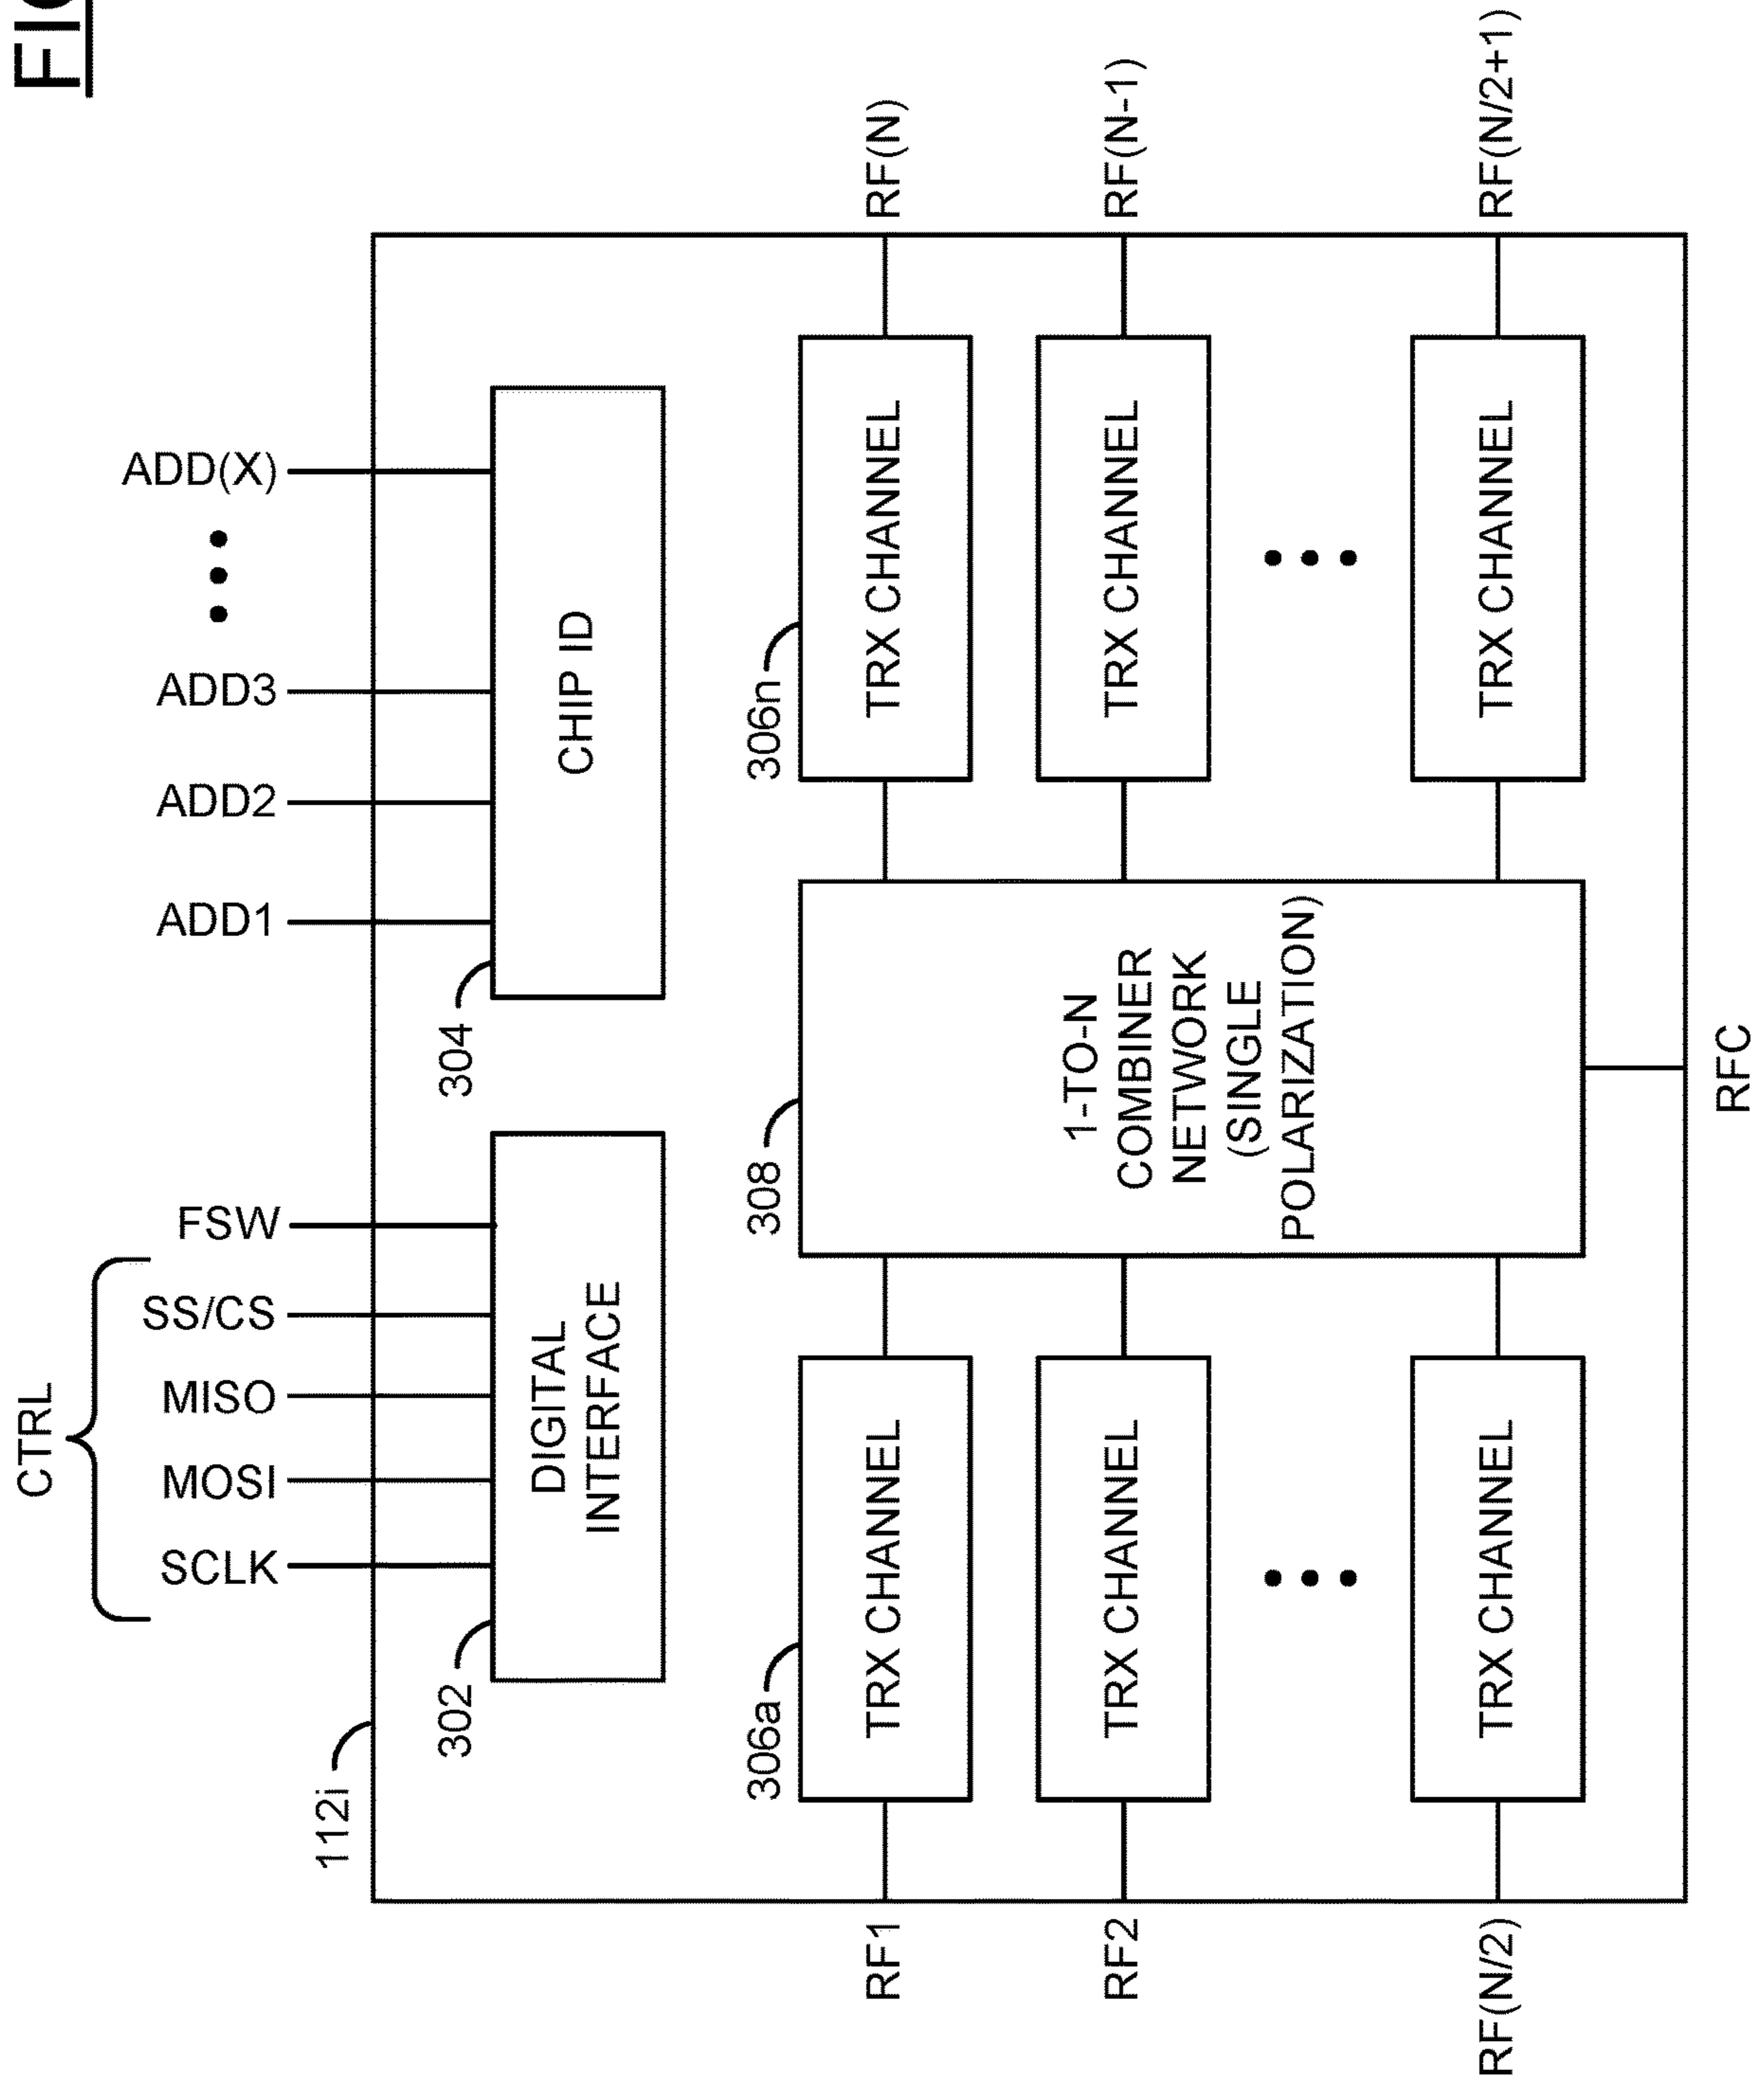 CTRL
SCLK
MOSI
MISO
SS/CS
FSW
ADD1
ADD2
ADD3
ADD(X)
112i
302
DIGITAL
INTERFACE
304
CHIP ID
306a
TRX CHANNEL
RF1
TRX CHANNEL
RF2
TRX CHANNEL
RF(N/2)
308
1-TO-N
COMBINER
NETWORK
(SINGLE
POLARIZATION)
306n
TRX CHANNEL
RF(N)
TRX CHANNEL
RF(N-1)
TRX CHANNEL
RF(N/2+1)
RFC